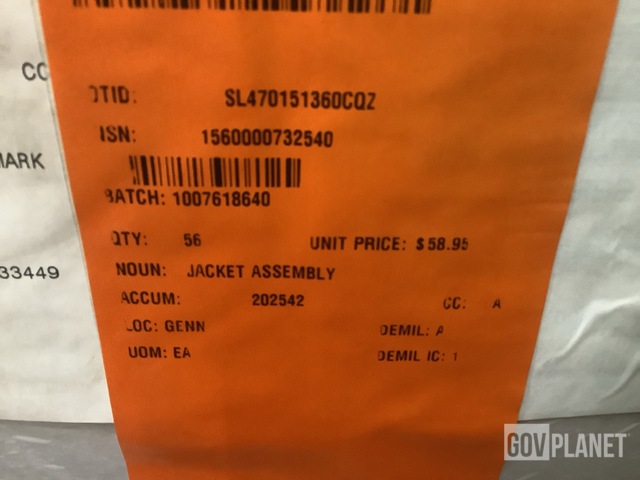 CC
DTID: SL470151360CQZ
NSN: 1560000732540
MARK
BATCH: 1007618640
QTY: 56 UNIT PRICE: $58.95
33449
NOUN: JACKET ASSEMBLY
ACCUM: 202542 CC: A
LOC: GENN DEMIL: A
UOM: EA DEMIL IC: 1
GOVPLANET